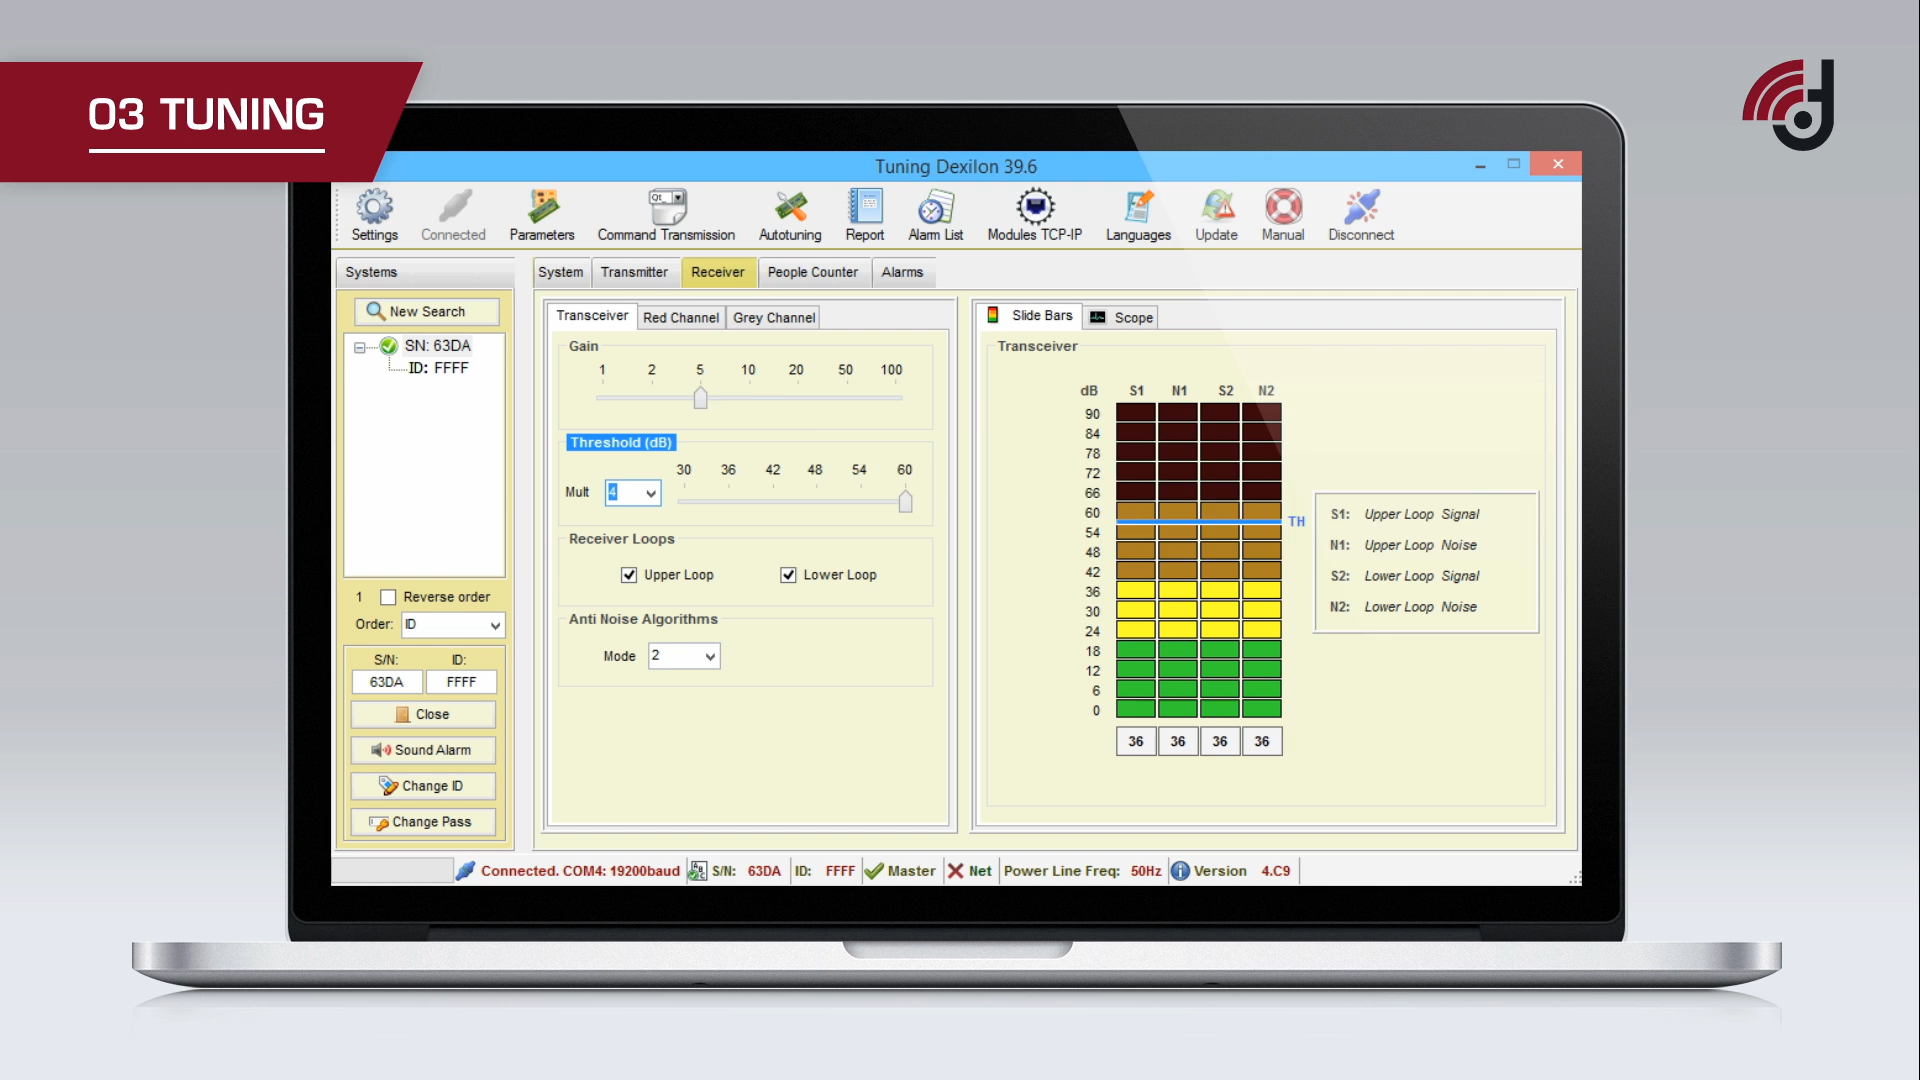 03 TUNING
Tuning Dexilon 39.6
Settings Connected Parameters Command Transmission Autotuning Report Alarm List Modules TCP-IP Languages Update Manual Disconnect
Qt
Systems
System Transmitter Receiver People Counter Alarms
New Search
SN: 63DA
ID: FFFF
1 Reverse order
Order: ID
S/N: ID:
63DA FFFF
Close
Sound Alarm
Change ID
Change Pass
Transceiver Red Channel Grey Channel
Gain
1 2 5 10 20 50 100
Threshold (dB)
30 36 42 48 54 60
Mult 4
Receiver Loops
Upper Loop Lower Loop
Anti Noise Algorithms
Mode 2
Slide Bars Scope
Transceiver
dB S1 N1 S2 N2
90
84
78
72
66
60
TH
54
48
42
36
30
24
18
12
6
0
36 36 36 36
S1: Upper Loop Signal
N1: Upper Loop Noise
S2: Lower Loop Signal
N2: Lower Loop Noise
Connected. COM4: 19200baud S/N: 63DA ID: FFFF Master Net Power Line Freq: 50Hz Version 4.C9